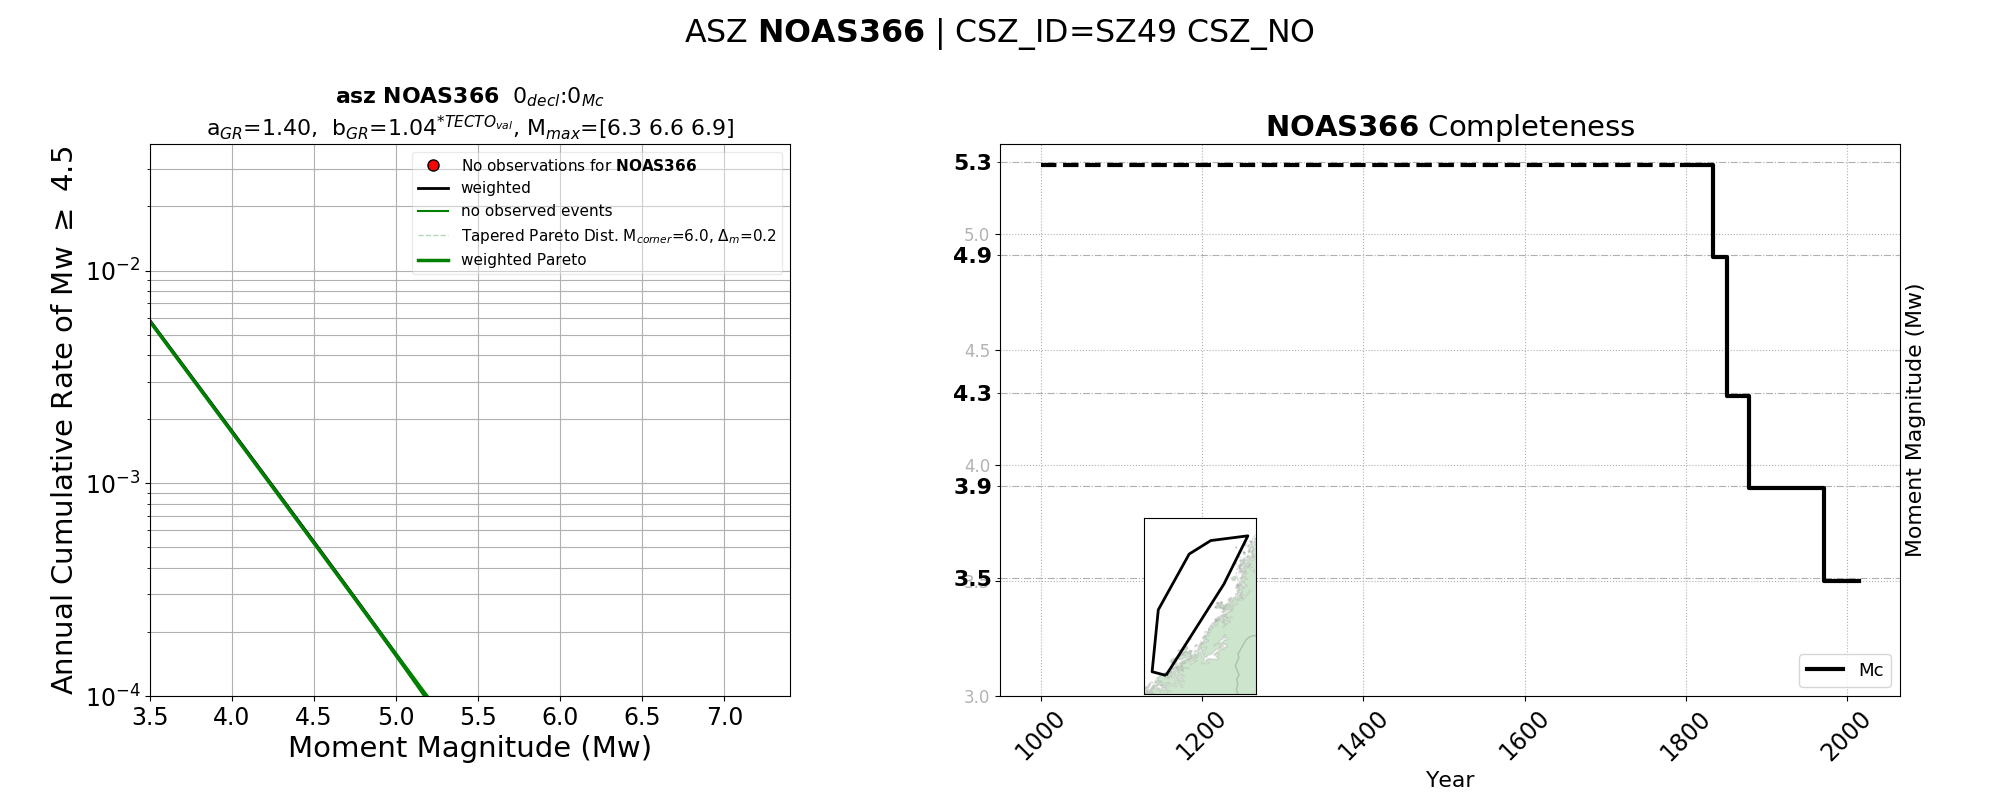 ASZ NOAS366 | CSZ_ID=SZ49 CSZ_NO
asz NOAS366 0decl:0Mc
aGR=1.40, bGR=1.04*TECTOval, Mmax=[6.3 6.6 6.9]
Annual Cumulative Rate of Mw ≥ 4.5
No observations for NOAS366
weighted
no observed events
Tapered Pareto Dist. Mcorner=6.0, Δm=0.2
weighted Pareto
10−2
10−3
10−4
3.5 4.0 4.5 5.0 5.5 6.0 6.5 7.0
Moment Magnitude (Mw)
NOAS366 Completeness
5.3
5.0
4.9
4.5
4.3
4.0
3.9
3.5
3.0
Moment Magnitude (Mw)
Mc
1000 1200 1400 1600 1800 2000
Year